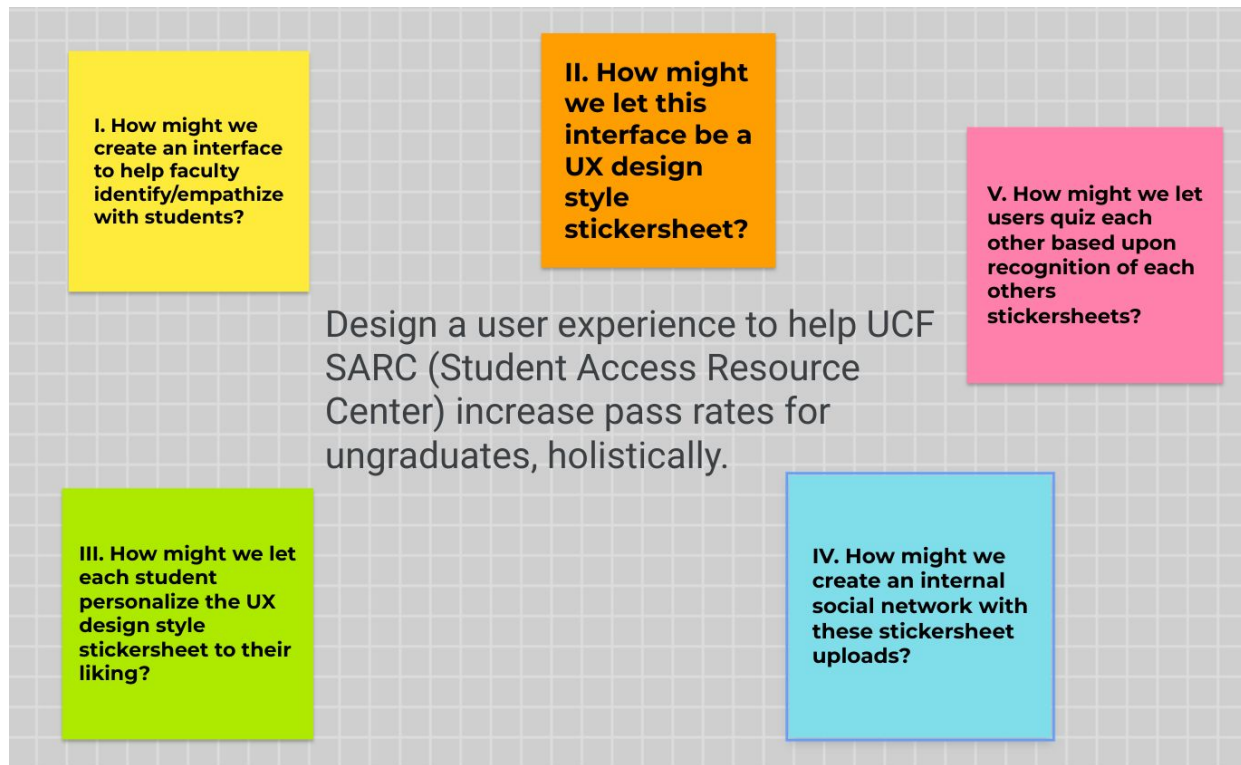 I. How might we
create an interface
to help faculty
identify/empathize
with students?
II. How might
we let this
interface be a
UX design
style
stickersheet?
V. How might we let
users quiz each
other based upon
recognition of each
others
stickersheets?
Design a user experience to help UCF
SARC (Student Access Resource
Center) increase pass rates for
ungraduates, holistically.
III. How might we let
each student
personalize the UX
design style
stickersheet to their
liking?
IV. How might we
create an internal
social network with
these stickersheet
uploads?